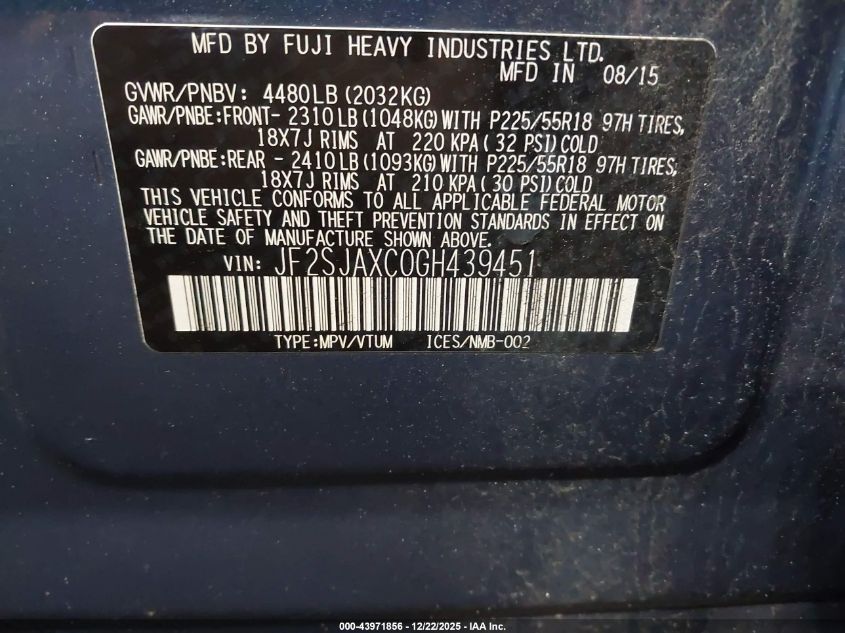 MFD BY FUJI HEAVY INDUSTRIES LTD.
MFD IN 08/15
GVWR/PNBV: 4480LB (2032KG)
GAWR/PNBE:FRONT- 2310LB (1048KG) WITH P225/55R18 97H TIRES,
18X7J RIMS AT 220 KPA ( 32 PSI) COLD
GAWR/PNBE:REAR - 2410LB (1093KG) WITH P225/55R18 97H TIRES,
18X7J RIMS AT 210 KPA ( 30 PSI) COLD
THIS VEHICLE CONFORMS TO ALL APPLICABLE FEDERAL MOTOR
VEHICLE SAFETY AND THEFT PREVENTION STANDARDS IN EFFECT ON
THE DATE OF MANUFACTURE SHOWN ABOVE.
VIN: JF2SJAXC0GH439451
TYPE:MPV/VTUM ICES/NMB-002
000-43971856 - 12/22/2025 - IAA Inc.